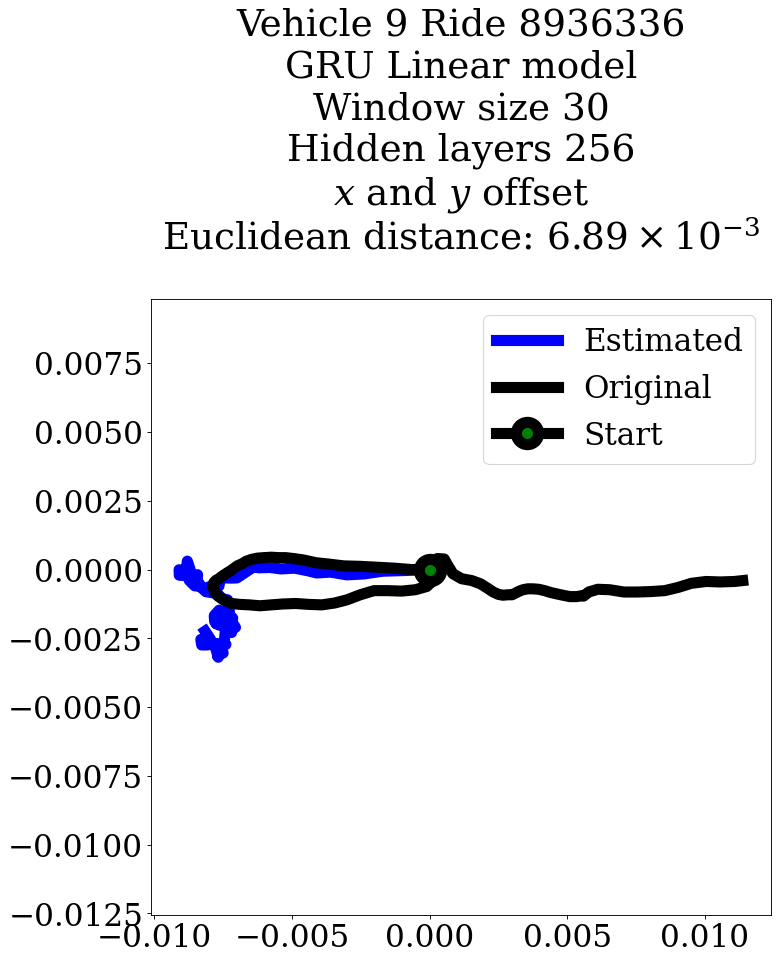 Vehicle 9 Ride 8936336
GRU Linear model
Window size 30
Hidden layers 256
x and y offset
Euclidean distance: 6.89 × 10⁻³
Estimated
Original
Start
0.0075
0.0050
0.0025
0.0000
−0.0025
−0.0050
−0.0075
−0.0100
−0.0125
−0.010 −0.005 0.000 0.005 0.010